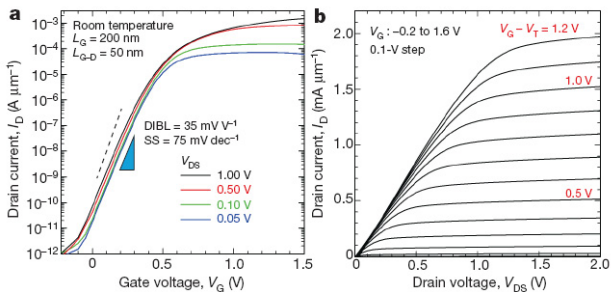 a
Room temperature
L_G = 200 nm
L_G–D = 50 nm
DIBL = 35 mV V⁻¹
SS = 75 mV dec⁻¹
V_DS
1.00 V
0.50 V
0.10 V
0.05 V
Drain current, I_D (A μm⁻¹)
10⁻³
10⁻⁴
10⁻⁵
10⁻⁶
10⁻⁷
10⁻⁸
10⁻⁹
10⁻¹⁰
10⁻¹¹
10⁻¹²
0
0.5
1.0
1.5
Gate voltage, V_G (V)
b
V_G : –0.2 to 1.6 V
0.1-V step
V_G – V_T = 1.2 V
1.0 V
0.5 V
Drain current, I_D (mA μm⁻¹)
2.0
1.5
1.0
0.5
0
0
0.5
1.0
1.5
2.0
Drain voltage, V_DS (V)